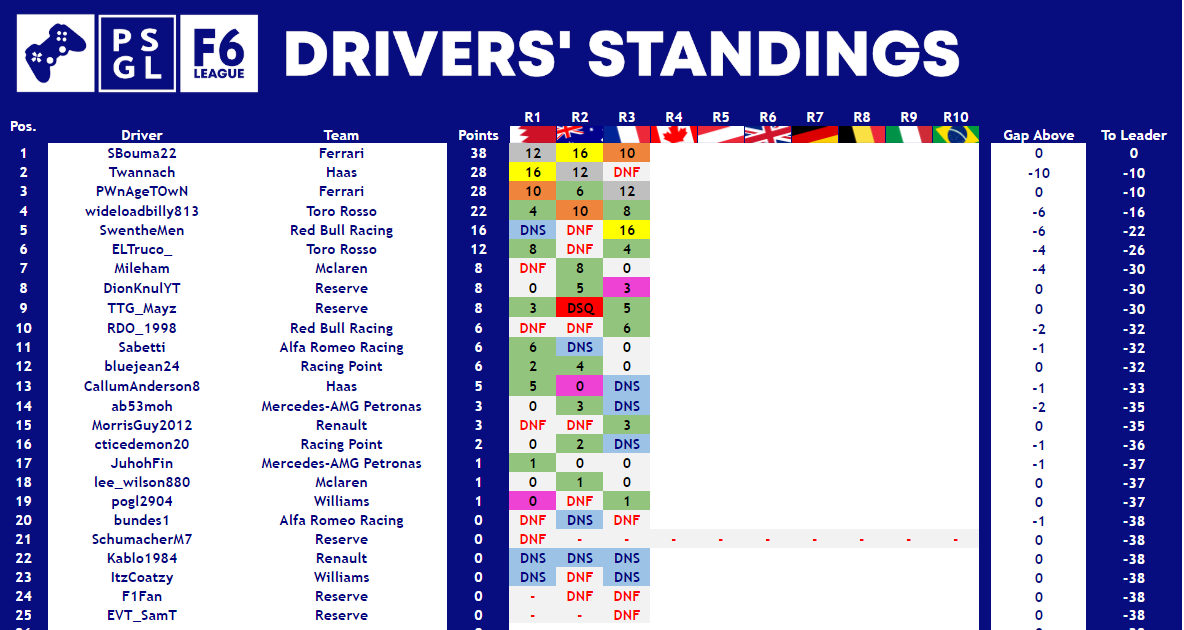 PS
GL
F6
LEAGUE
DRIVERS' STANDINGS
Pos. Driver Team Points R1 R2 R3 R4 R5 R6 R7 R8 R9 R10 Gap Above To Leader
1 SBouma22 Ferrari 38 12 16 10 0 0
2 Twannach Haas 28 16 12 DNF -10 -10
3 PWnAgeTOwN Ferrari 28 10 6 12 0 -10
4 wideloadbilly813 Toro Rosso 22 4 10 8 -6 -16
5 SwentheMen Red Bull Racing 16 DNS DNF 16 -6 -22
6 ELTruco_ Toro Rosso 12 8 DNF 4 -4 -26
7 Mileham Mclaren 8 DNF 8 0 -4 -30
8 DionKnulYT Reserve 8 0 5 3 0 -30
9 TTG_Mayz Reserve 8 3 DSQ 5 0 -30
10 RDO_1998 Red Bull Racing 6 DNF DNF 6 -2 -32
11 Sabetti Alfa Romeo Racing 6 6 DNS 0 -1 -32
12 bluejean24 Racing Point 6 2 4 0 0 -32
13 CallumAnderson8 Haas 5 5 0 DNS -1 -33
14 ab53moh Mercedes-AMG Petronas 3 0 3 DNS -2 -35
15 MorrisGuy2012 Renault 3 DNF DNF 3 0 -35
16 cticedemon20 Racing Point 2 0 2 DNS -1 -36
17 JuhohFin Mercedes-AMG Petronas 1 1 0 0 -1 -37
18 lee_wilson880 Mclaren 1 0 1 0 0 -37
19 pogl2904 Williams 1 0 DNF 1 0 -37
20 bundes1 Alfa Romeo Racing 0 DNF DNS DNF -1 -38
21 SchumacherM7 Reserve 0 DNF - - - - - - - - - 0 -38
22 Kablo1984 Renault 0 DNS DNS DNS 0 -38
23 ItzCoatzy Williams 0 DNS DNF DNS 0 -38
24 F1Fan Reserve 0 - DNF DNF 0 -38
25 EVT_SamT Reserve 0 - - DNF 0 -38